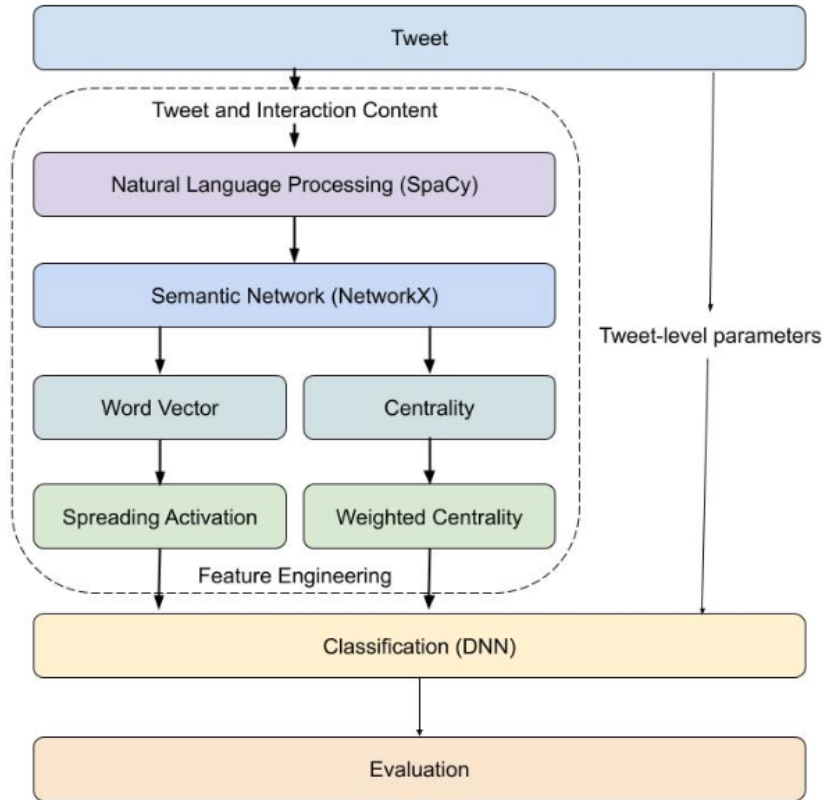 Tweet
Tweet and Interaction Content
Natural Language Processing (SpaCy)
Semantic Network (NetworkX)
Tweet-level parameters
Word Vector
Centrality
Spreading Activation
Weighted Centrality
Feature Engineering
Classification (DNN)
Evaluation